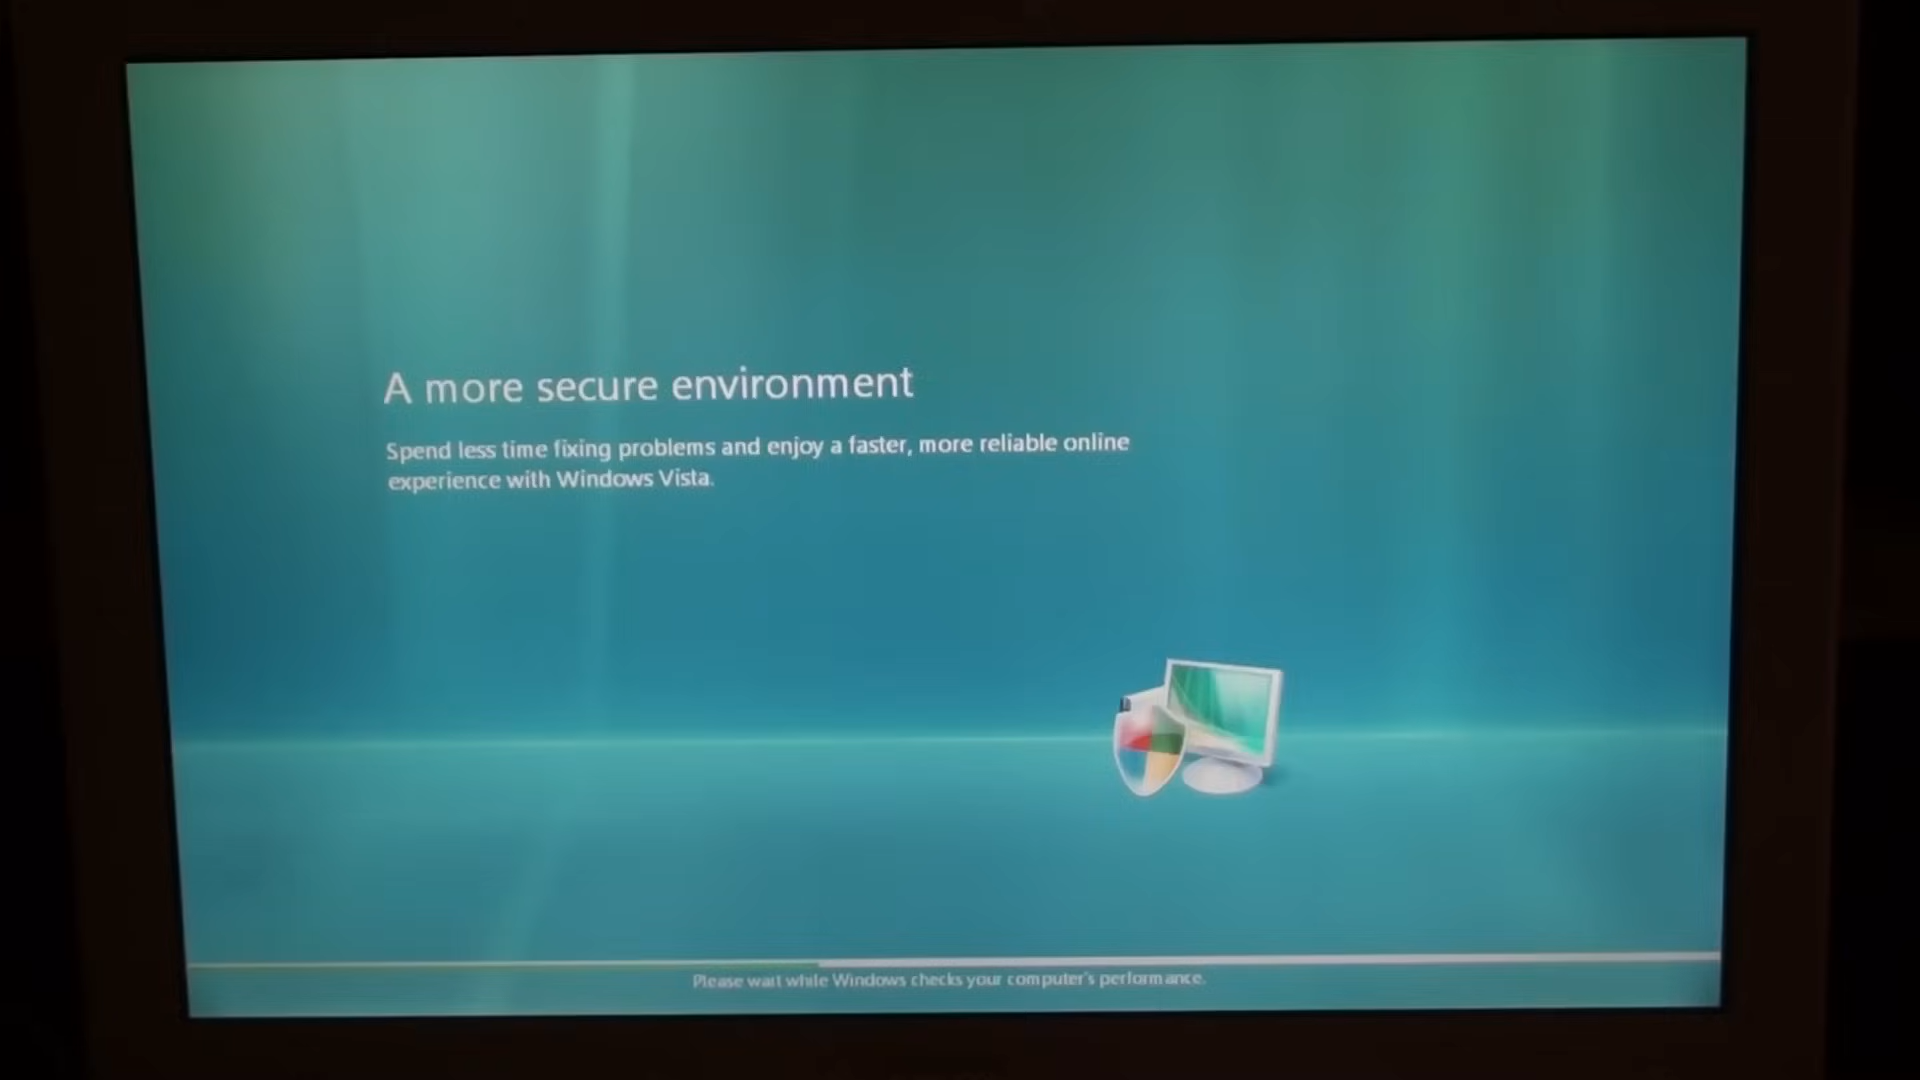 A more secure environment
Spend less time fixing problems and enjoy a faster, more reliable online
experience with Windows Vista.
Please wait while Windows checks your computer's performance.